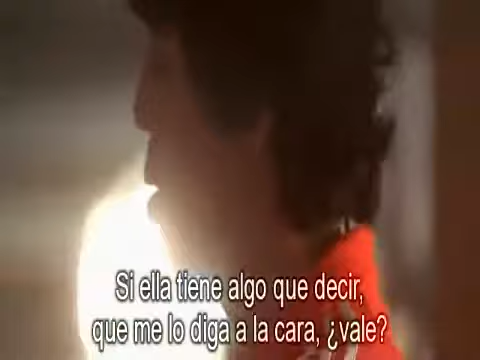 Si ella tiene algo que decir,
que me lo diga a la cara, ¿vale?